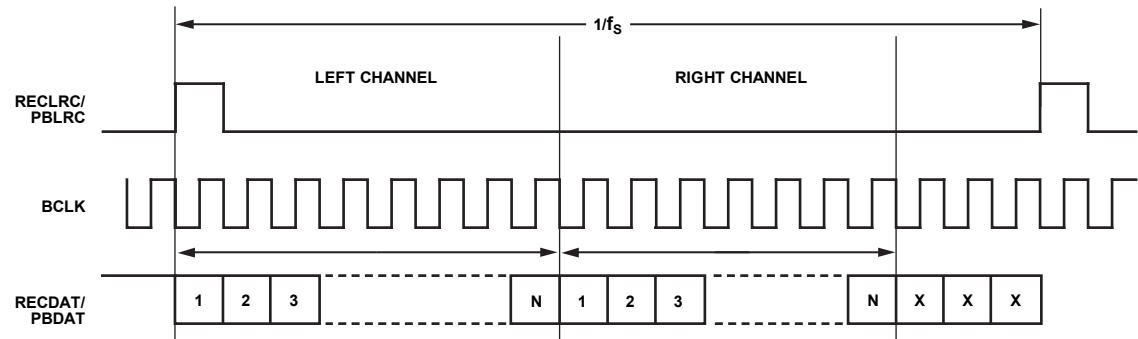 1/fS
LEFT CHANNEL
RIGHT CHANNEL
RECLRC/
PBLRC
BCLK
RECDAT/
PBDAT
1 2 3 N 1 2 3 N X X X